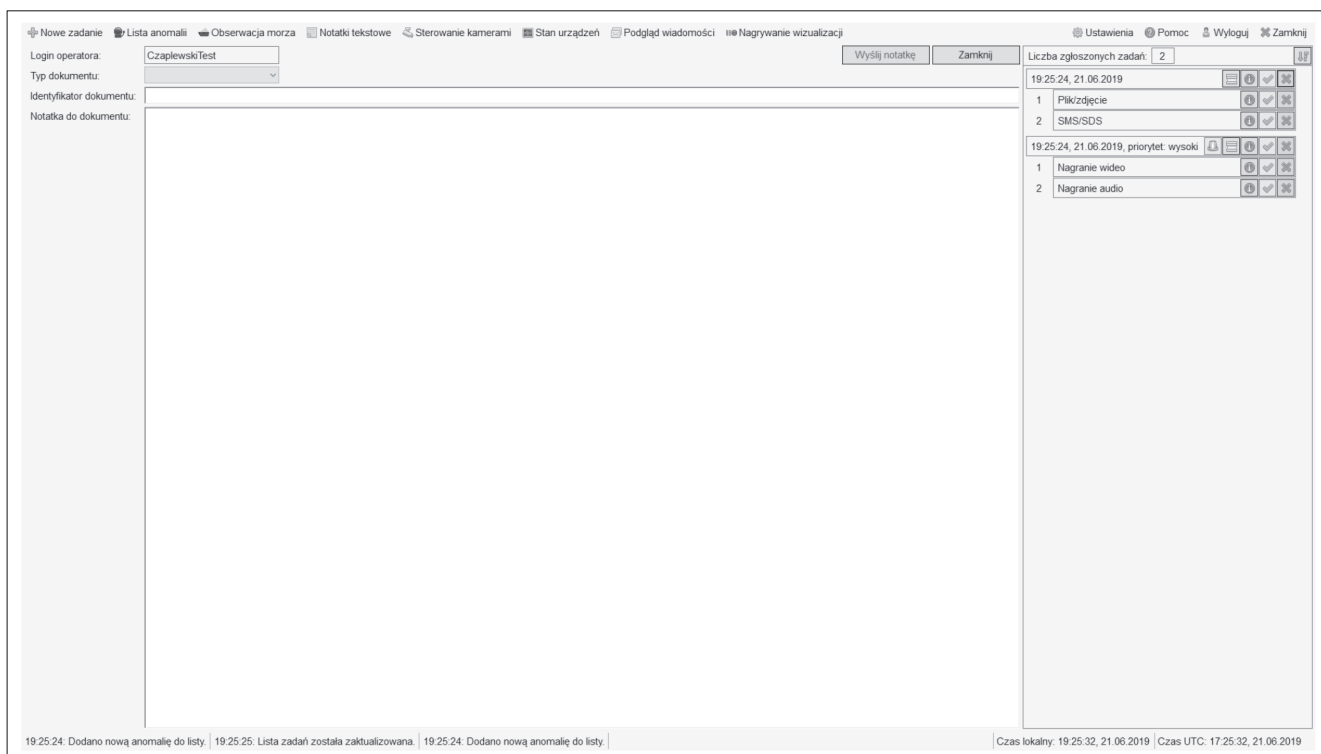 Nowe zadanie Lista anomalii Obserwacja morza Notatki tekstowe Sterowanie kamerami Stan urządzeń Podgląd wiadomości Nagrywanie wizualizacji Ustawienia Pomoc Wyloguj Zamknij
Login operatora: CzaplewskiTest Wyślij notatkę Zamknij
Typ dokumentu:
Identyfikator dokumentu:
Notatka do dokumentu:
Liczba zgłoszonych zadań: 2
19:25:24, 21.06.2019
1 Plik/zdjęcie
2 SMS/SDS
19:25:24, 21.06.2019, priorytet: wysoki
1 Nagranie wideo
2 Nagranie audio
19:25:24: Dodano nową anomalię do listy. 19:25:25: Lista zadań została zaktualizowana. 19:25:24: Dodano nową anomalię do listy. Czas lokalny: 19:25:32, 21.06.2019 Czas UTC: 17:25:32, 21.06.2019